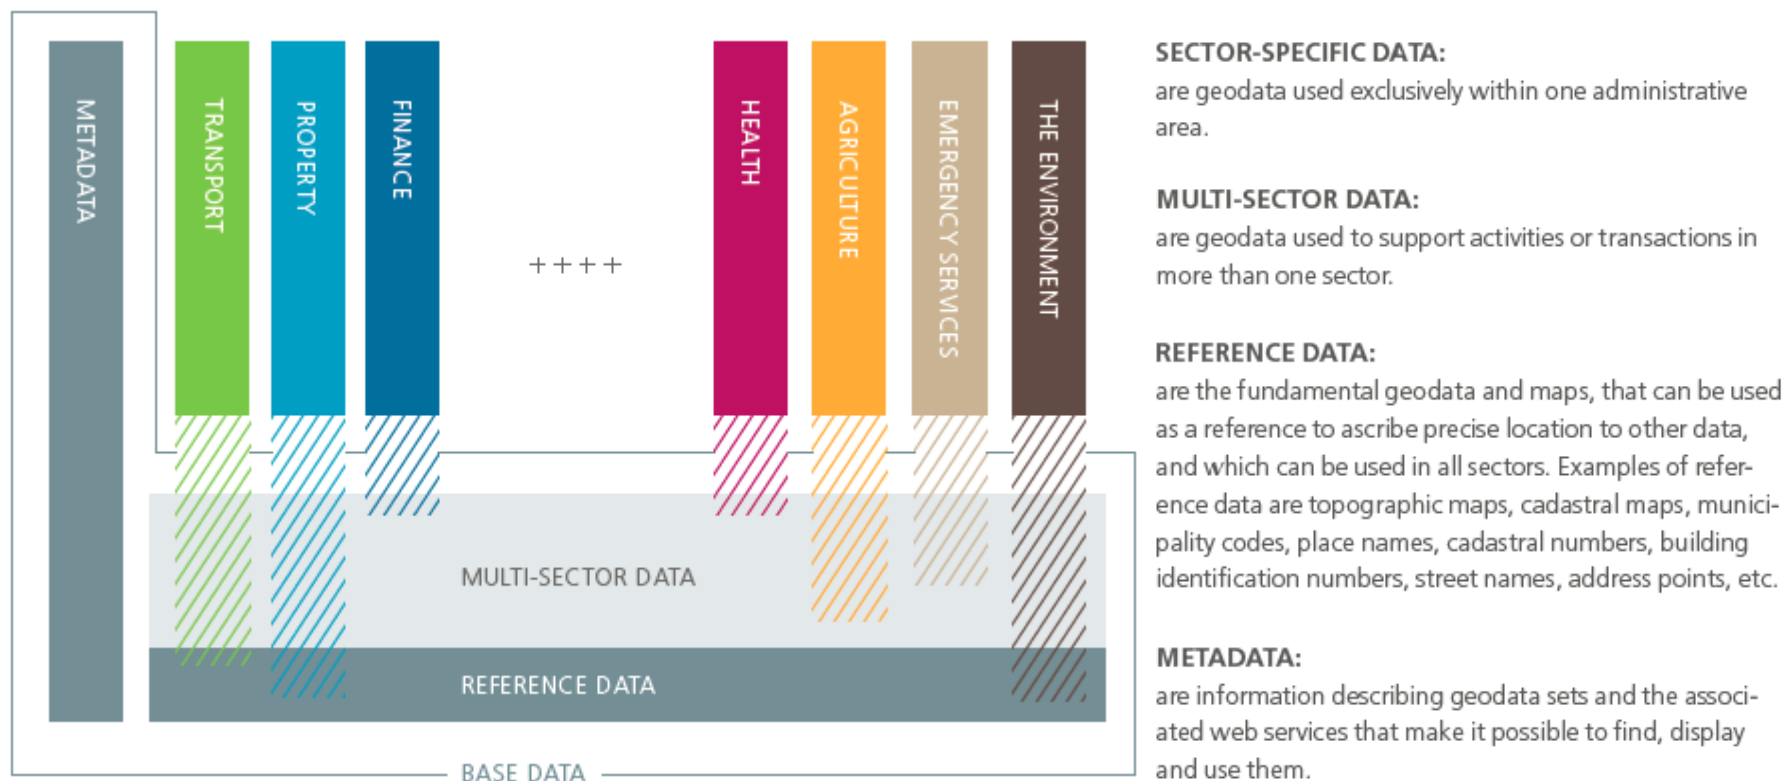 METADATA
TRANSPORT
PROPERTY
FINANCE
++++
HEALTH
AGRICULTURE
EMERGENCY SERVICES
THE ENVIRONMENT
MULTI-SECTOR DATA
REFERENCE DATA
BASE DATA
SECTOR-SPECIFIC DATA:
are geodata used exclusively within one administrative
area.
MULTI-SECTOR DATA:
are geodata used to support activities or transactions in
more than one sector.
REFERENCE DATA:
are the fundamental geodata and maps, that can be used
as a reference to ascribe precise location to other data,
and which can be used in all sectors. Examples of refer-
ence data are topographic maps, cadastral maps, munici-
pality codes, place names, cadastral numbers, building
identification numbers, street names, address points, etc.
METADATA:
are information describing geodata sets and the associ-
ated web services that make it possible to find, display
and use them.